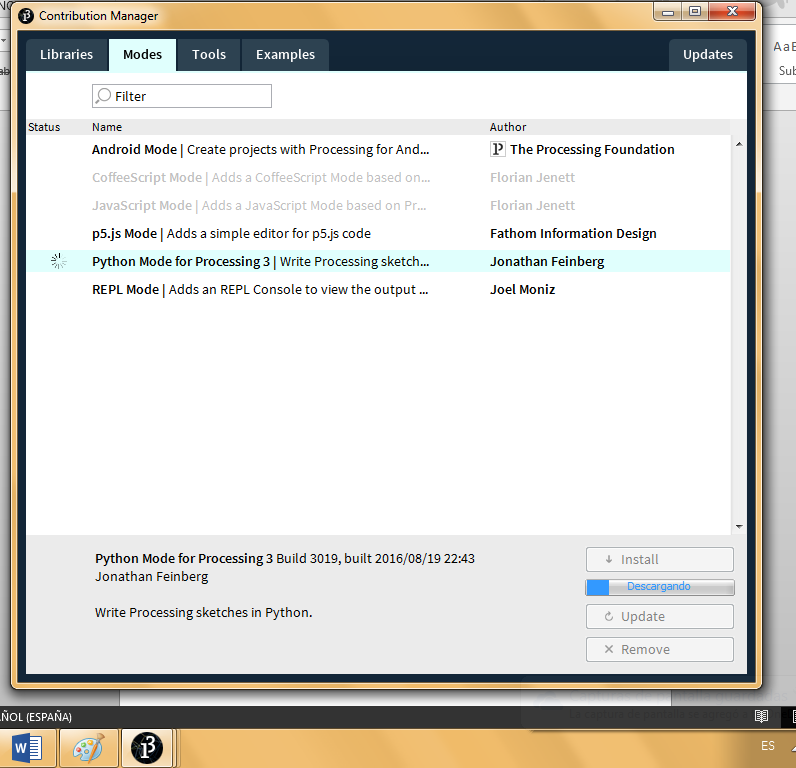 Contribution Manager
Libraries Modes Tools Examples Updates
Filter
Status Name Author
Android Mode | Create projects with Processing for And... The Processing Foundation
CoffeeScript Mode | Adds a CoffeeScript Mode based on... Florian Jenett
JavaScript Mode | Adds a JavaScript Mode based on Pr... Florian Jenett
p5.js Mode | Adds a simple editor for p5.js code Fathom Information Design
Python Mode for Processing 3 | Write Processing sketch... Jonathan Feinberg
REPL Mode | Adds an REPL Console to view the output ... Joel Moniz
Python Mode for Processing 3 Build 3019, built 2016/08/19 22:43
Jonathan Feinberg
Write Processing sketches in Python.
Install
Descargando
Update
Remove
AÑOL (ESPAÑA)
ES